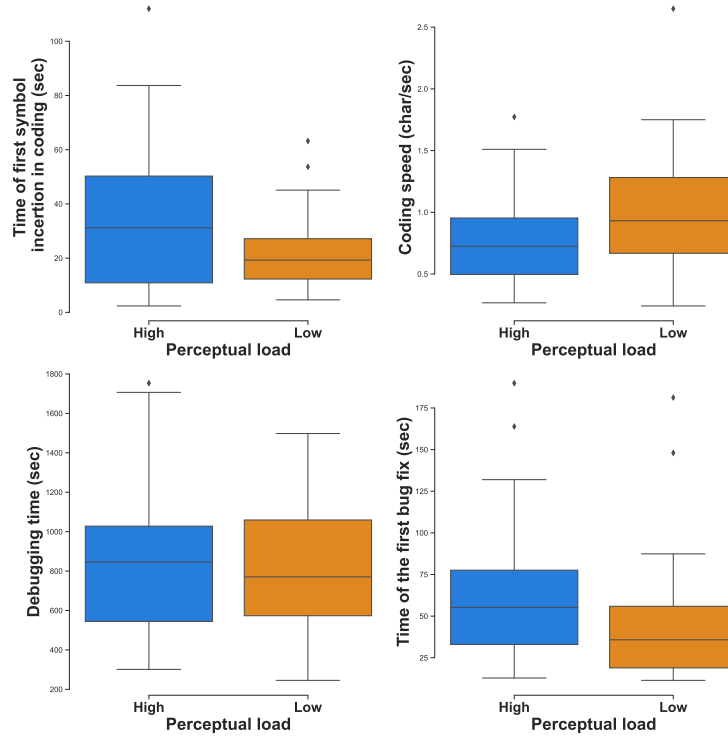 Time of first symbol
incertion in coding (sec)
100
80
60
40
20
0
High
Low
Perceptual load
Coding speed (char/sec)
2.5
2.0
1.5
1.0
0.5
High
Low
Perceptual load
Debugging time (sec)
1800
1600
1400
1200
1000
800
600
400
200
High
Low
Perceptual load
Time of the first bug fix (sec)
175
150
125
100
75
50
25
High
Low
Perceptual load